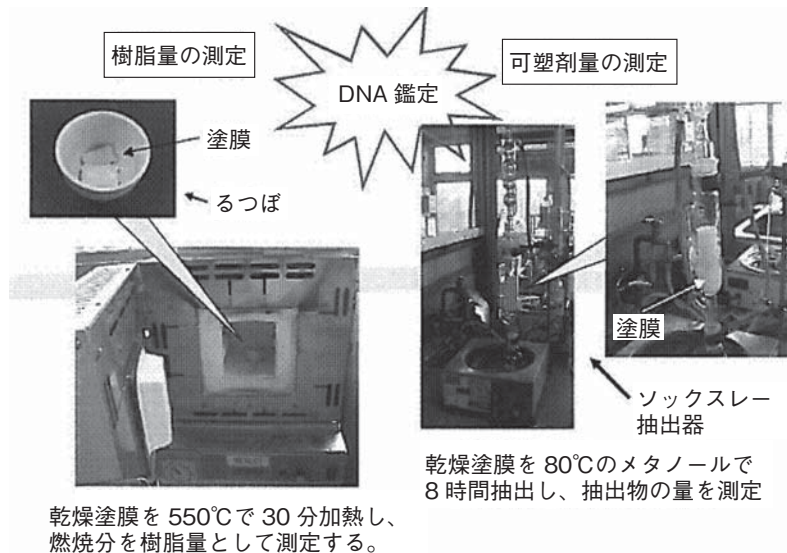 樹脂量の測定
DNA 鑑定
可塑剤量の測定
塗膜
るつぼ
塗膜
ソックスレー
抽出器
乾燥塗膜を 550℃で 30 分加熱し、
燃焼分を樹脂量として測定する。
乾燥塗膜を 80℃のメタノールで
8 時間抽出し、抽出物の量を測定